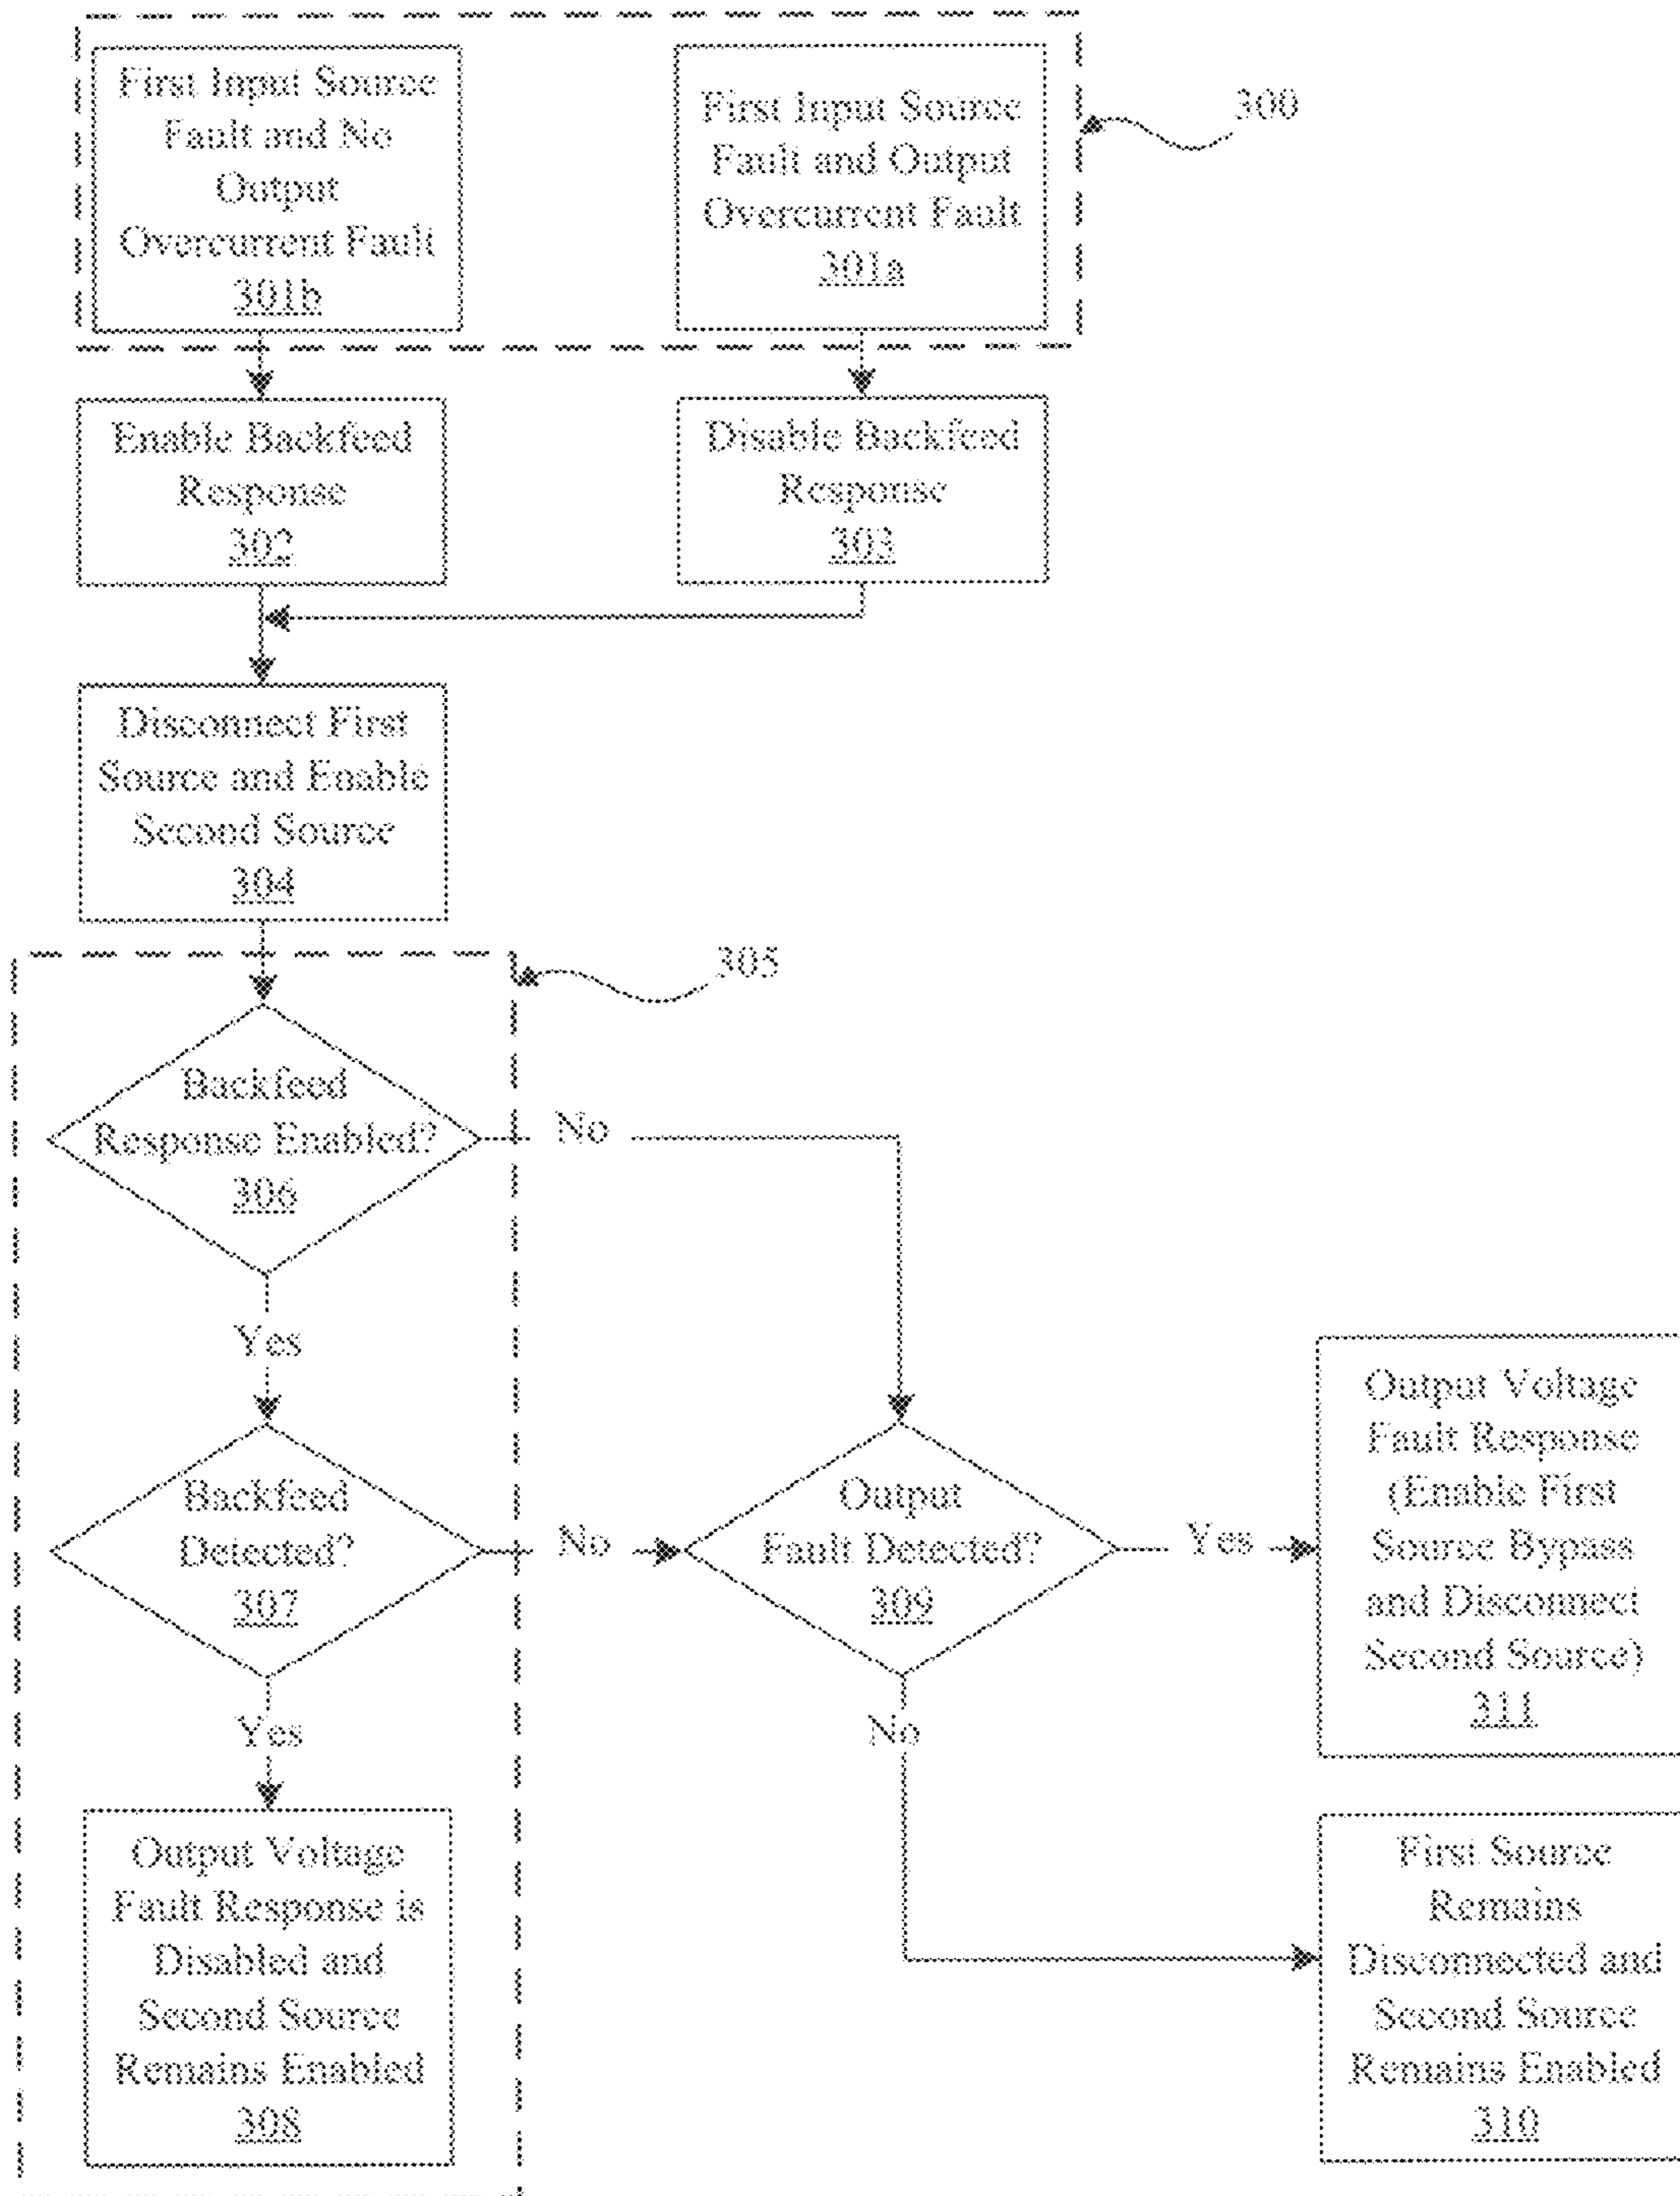 First Input Source
Fault and No
Output
Overcurrent Fault
301b
First Input Source
Fault and Output
Overcurrent Fault
301a
300
Enable Backfeed
Response
302
Disable Backfeed
Response
303
Disconnect First
Source and Enable
Second Source
304
305
Backfeed
Response Enabled?
306
No
Yes
Backfeed
Detected?
307
No
Output
Fault Detected?
309
Yes
Output Voltage
Fault Response
(Enable First
Source Bypass
and Disconnect
Second Source)
311
Yes
No
Output Voltage
Fault Response is
Disabled and
Second Source
Remains Enabled
308
First Source
Remains
Disconnected and
Second Source
Remains Enabled
310